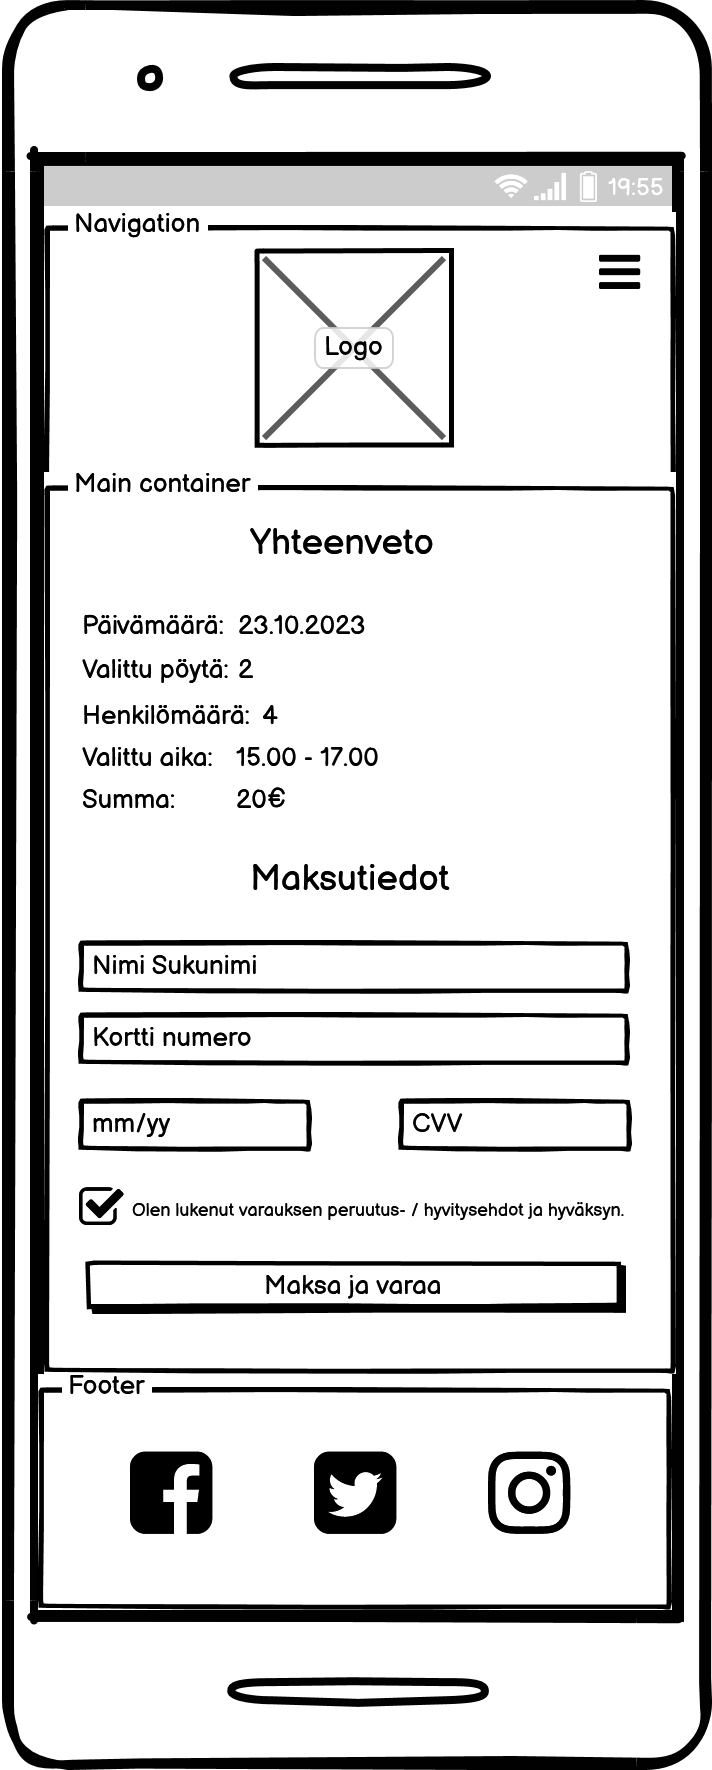 19:55
Navigation
Logo
Main container
Yhteenveto
Päivämäärä: 23.10.2023
Valittu pöytä: 2
Henkilömäärä: 4
Valittu aika: 15.00 - 17.00
Summa: 20€
Maksutiedot
Nimi Sukunimi
Kortti numero
mm/yy CVV
Olen lukenut varauksen peruutus- / hyvitysehdot ja hyväksyn.
Maksa ja varaa
Footer